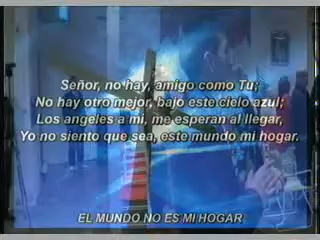 Señor, no hay, amigo como Tu;
No hay otro mejor, bajo este cielo azul;
Los angeles a mi, me esperan al llegar,
Yo no siento que sea, este mundo mi hogar.
EL MUNDO NO ES MI HOGAR